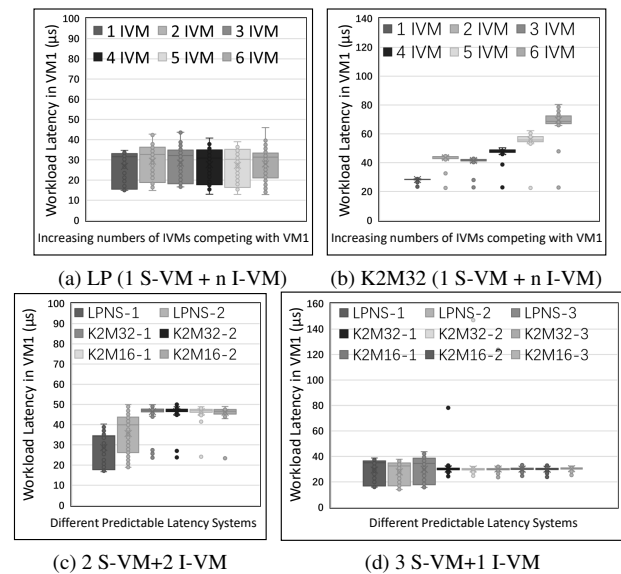 Workload Latency in VM1 (μs)
100
90
80
70
60
50
40
30
20
10
0
1 IVM 2 IVM 3 IVM
4 IVM 5 IVM 6 IVM
Increasing numbers of IVMs competing with VM1
(a) LP (1 S-VM + n I-VM)
Workload Latency in VM1 (μs)
140
120
100
80
60
40
20
0
1 IVM 2 IVM 3 IVM
4 IVM 5 IVM 6 IVM
Increasing numbers of IVMs competing with VM1
(b) K2M32 (1 S-VM + n I-VM)
Workload Latency in VM1 (μs)
100
90
80
70
60
50
40
30
20
10
0
LPNS-1 LPNS-2
K2M32-1 K2M32-2
K2M16-1 K2M16-2
Different Predictable Latency Systems
(c) 2 S-VM+2 I-VM
Workload Latency in VM1 (μs)
160
140
120
100
80
60
40
20
0
LPNS-1 LPNS-2 LPNS-3
K2M32-1 K2M32-2 K2M32-3
K2M16-1 K2M16-2 K2M16-3
Different Predictable Latency Systems
(d) 3 S-VM+1 I-VM